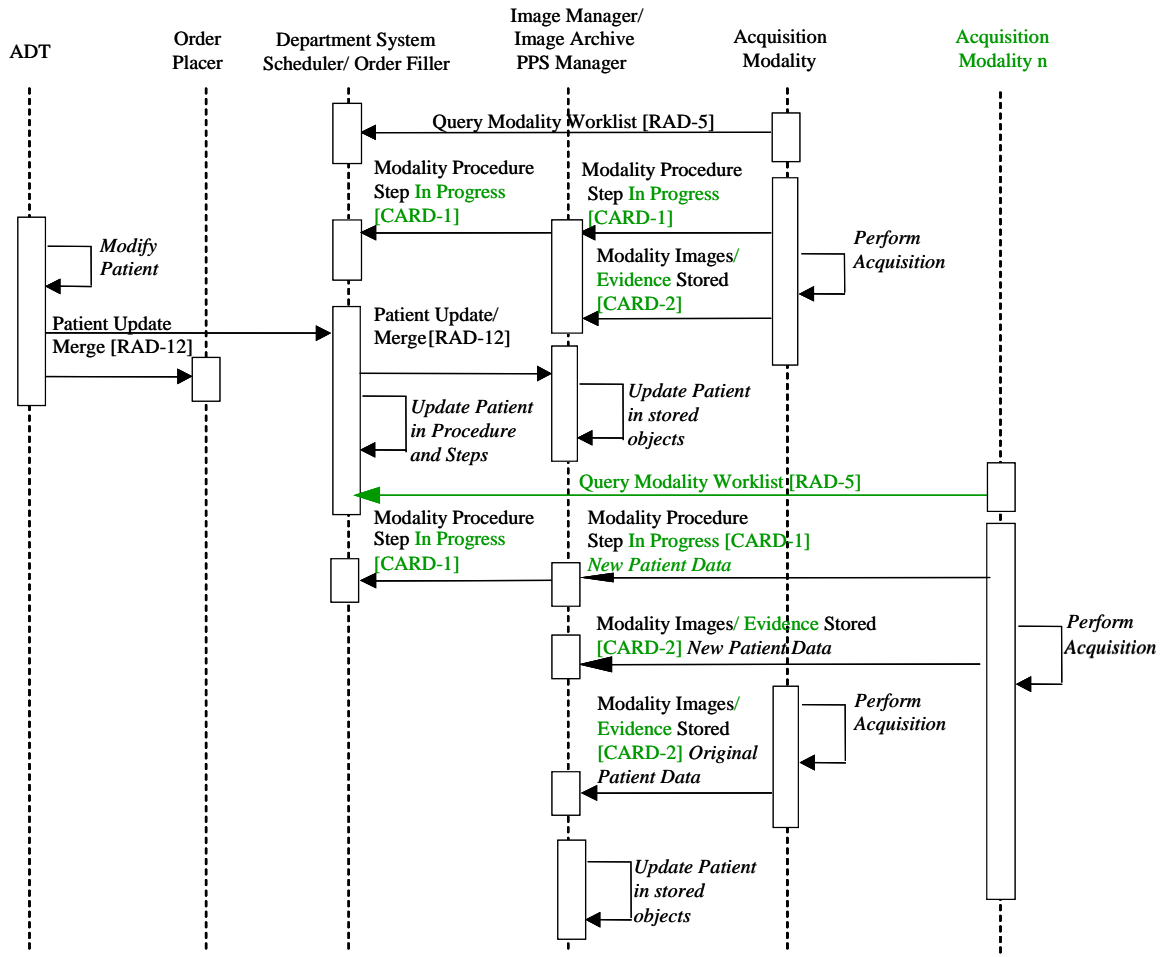 ADT
Order
Placer
Department System
Scheduler/ Order Filler
Image Manager/
Image Archive
PPS Manager
Acquisition
Modality
Acquisition
Modality n
Query Modality Worklist [RAD-5]
Modality Procedure
Step In Progress
[CARD-1]
Modality Procedure
Step In Progress
[CARD-1]
Modify
Patient
Perform
Acquisition
Modality Images/
Evidence Stored
[CARD-2]
Patient Update
Merge [RAD-12]
Patient Update/
Merge[RAD-12]
Update Patient
in Procedure
and Steps
Update Patient
in stored
objects
Query Modality Worklist [RAD-5]
Modality Procedure
Step In Progress
[CARD-1]
Modality Procedure
Step In Progress [CARD-1]
New Patient Data
Modality Images/ Evidence Stored
[CARD-2] New Patient Data
Perform
Acquisition
Modality Images/
Evidence Stored
[CARD-2] Original
Patient Data
Perform
Acquisition
Update Patient
in stored
objects